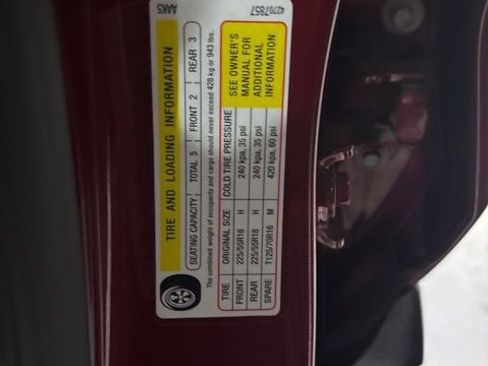 AAK5
42707857
TIRE AND LOADING INFORMATION
SEATING CAPACITY TOTAL 5 FRONT 2 REAR 3
The combined weight of occupants and cargo should never exceed 428 kg or 943 lbs.
TIRE ORIGINAL SIZE COLD TIRE PRESSURE
FRONT 225/55R18 H 240 kpa, 35 psi
REAR 225/55R18 H 240 kpa, 35 psi
SPARE T125/70R16 M 420 kpa, 60 psi
SEE OWNER'S
MANUAL FOR
ADDITIONAL
INFORMATION